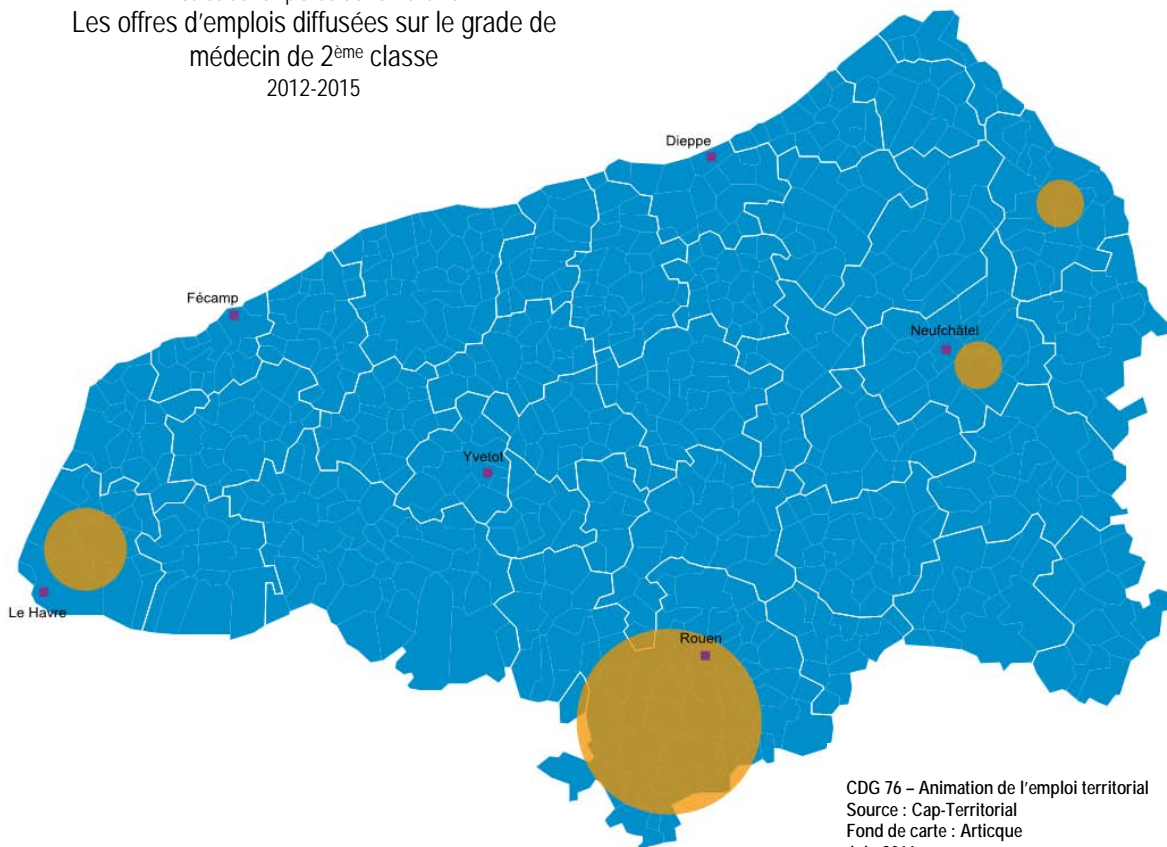 Les offres d'emplois diffusées sur le grade de
médecin de 2ème classe
2012-2015
Dieppe
Fécamp
Neufchâtel
Yvetot
Le Havre
Rouen
CDG 76 – Animation de l'emploi territorial
Source : Cap-Territorial
Fond de carte : Articque